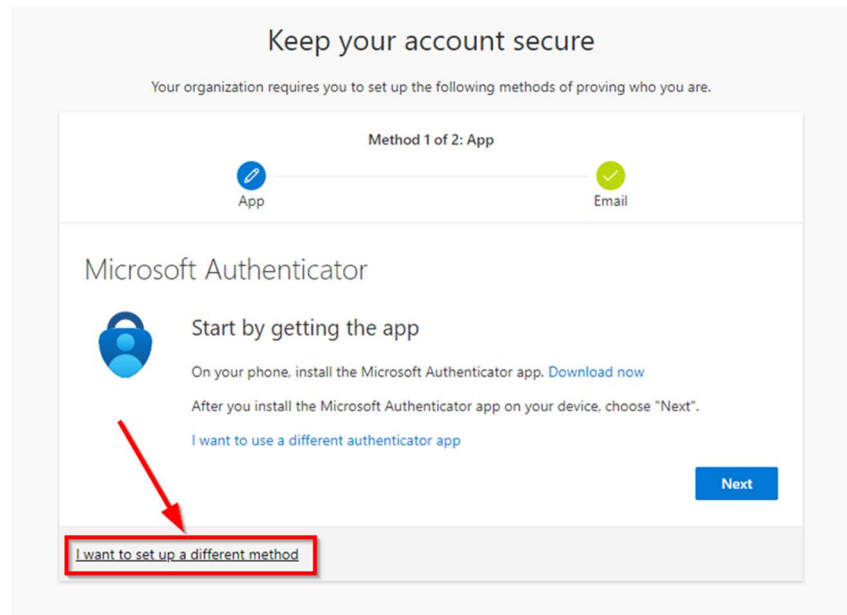 Keep your account secure
Your organization requires you to set up the following methods of proving who you are.
Method 1 of 2: App
App
Email
Microsoft Authenticator
Start by getting the app
On your phone, install the Microsoft Authenticator app. Download now
After you install the Microsoft Authenticator app on your device, choose "Next".
I want to use a different authenticator app
Next
I want to set up a different method